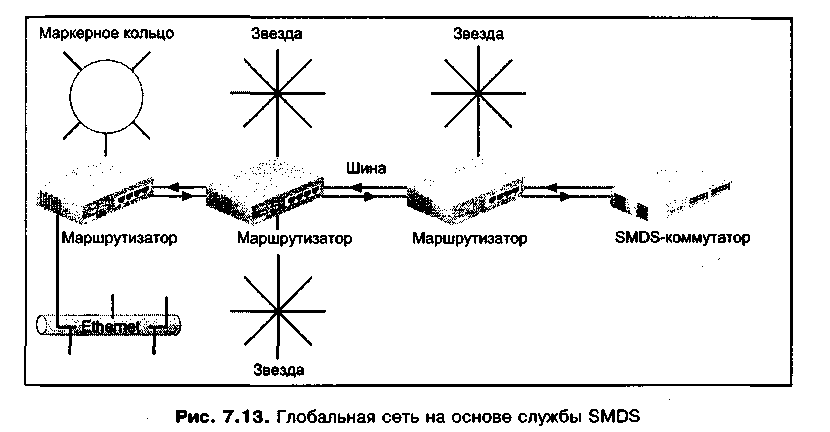 Маркерное кольцо
Звезда
Звезда
Шина
Маршрутизатор
Маршрутизатор
Маршрутизатор
SMDS-коммутатор
Ethernet
Звезда
Рис. 7.13. Глобальная сеть на основе службы SMDS